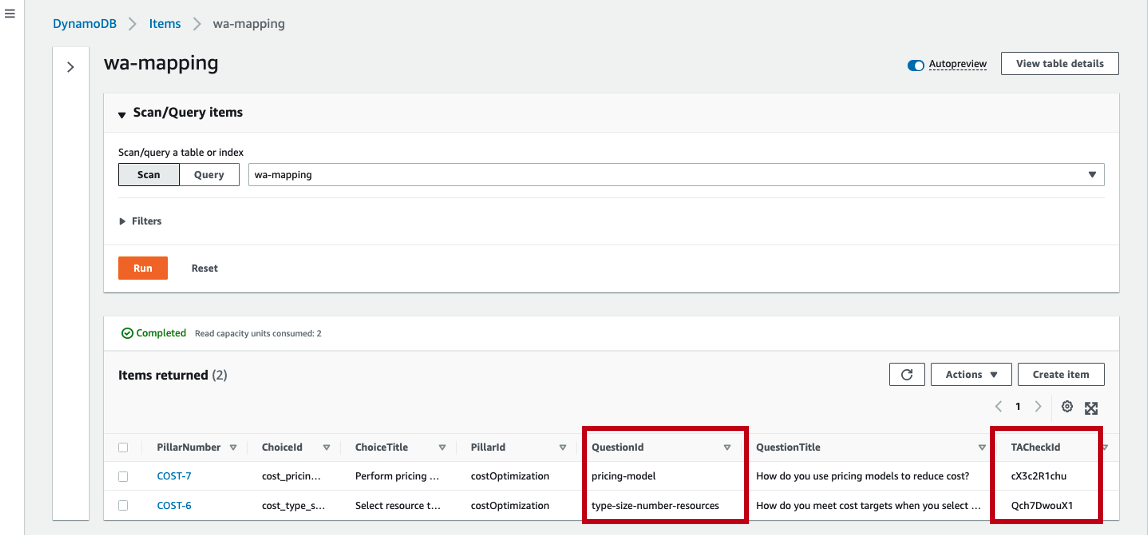 DynamoDB > Items > wa-mapping
wa-mapping
Autopreview View table details
Scan/Query items
Scan/query a table or index
Scan Query wa-mapping
Filters
Run Reset
Completed Read capacity units consumed: 2
Items returned (2) Actions Create item
1
PillarNumber ChoiceId ChoiceTitle PillarId QuestionId QuestionTitle TACheckId
COST-7 cost_pricin... Perform pricing ... costOptimization pricing-model How do you use pricing models to reduce cost? cX3c2R1chu
COST-6 cost_type_s... Select resource t... costOptimization type-size-number-resources How do you meet cost targets when you select ... Qch7DwouX1